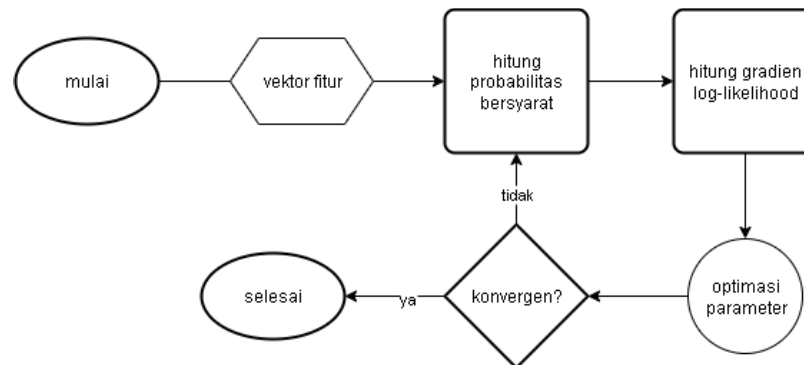 mulai
vektor fitur
hitung
probabilitas
bersyarat
hitung gradien
log-likelihood
tidak
selesai
ya
konvergen?
optimasi
parameter